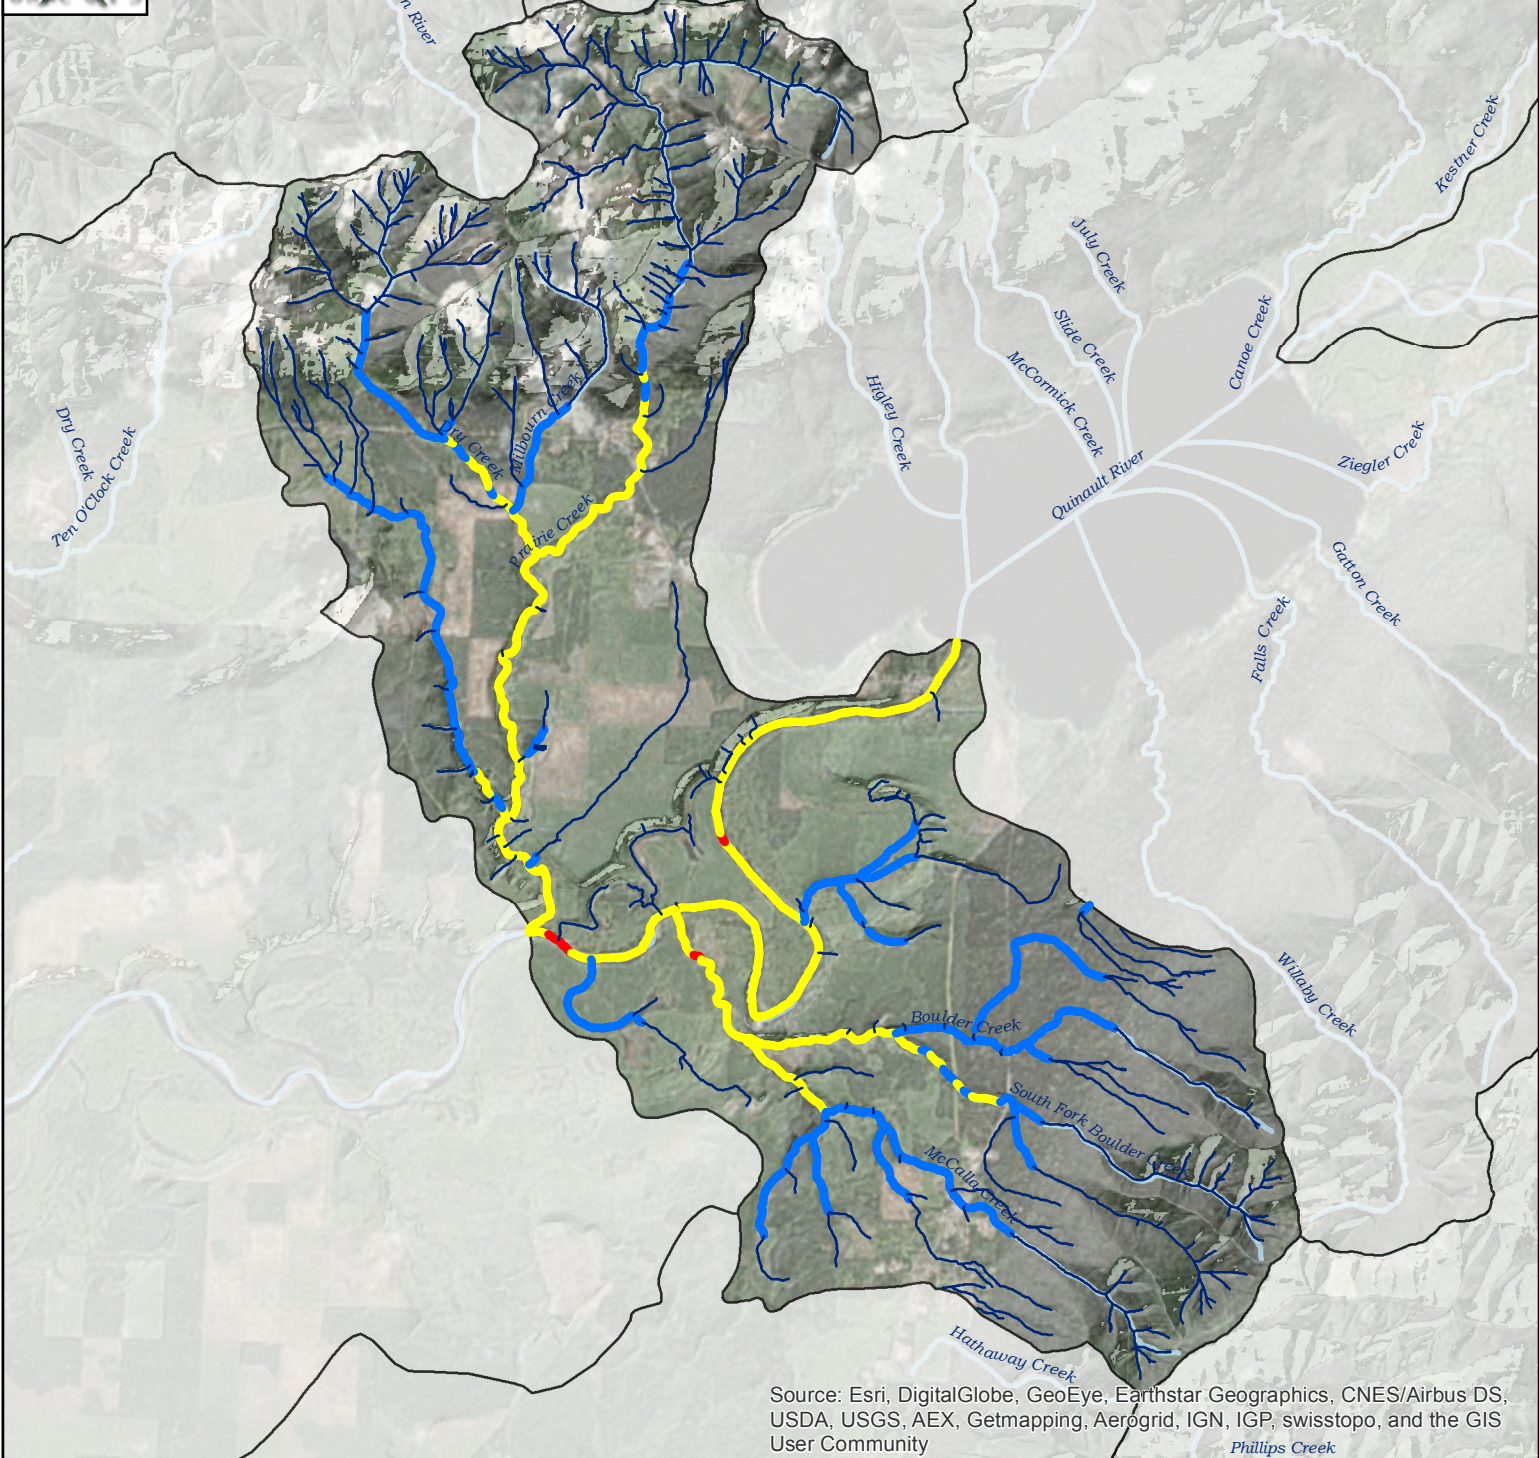 n River
Kestner Creek
July Creek
Slide Creek
Canoe Creek
McCormick Creek
Higley Creek
Dry Creek
Ten O'Clock Creek
Dry Creek
Milbourn Creek
Ziegler Creek
Quinault River
Prairie Creek
Gatton Creek
Falls Creek
Willaby Creek
Boulder Creek
South Fork Boulder Creek
McCalla Creek
Hathaway Creek
Source: Esri, DigitalGlobe, GeoEye, Earthstar Geographics, CNES/Airbus DS,
USDA, USGS, AEX, Getmapping, Aerogrid, IGN, IGP, swisstopo, and the GIS
User Community
Phillips Creek